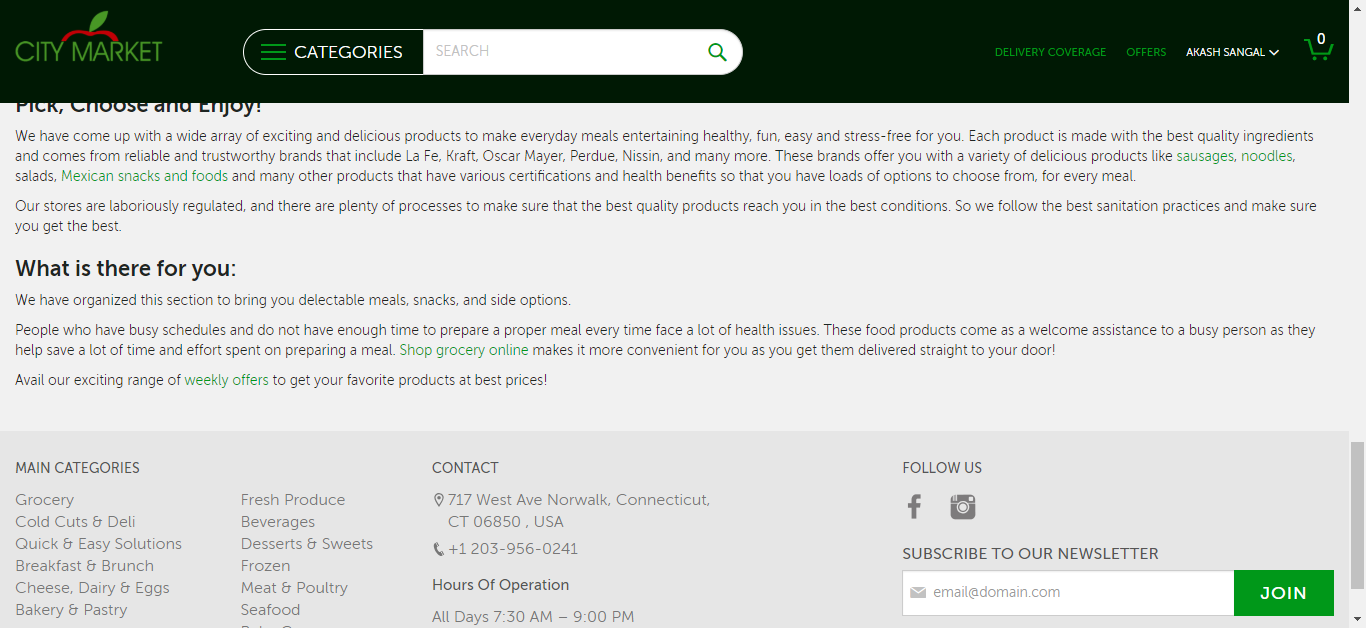 CITY MARKET
CATEGORIES
SEARCH
DELIVERY COVERAGE
OFFERS
AKASH SANGAL
0
Pick, Choose and Enjoy!
We have come up with a wide array of exciting and delicious products to make everyday meals entertaining healthy, fun, easy and stress-free for you. Each product is made with the best quality ingredients
and comes from reliable and trustworthy brands that include La Fe, Kraft, Oscar Mayer, Perdue, Nissin, and many more. These brands offer you with a variety of delicious products like sausages, noodles,
salads, Mexican snacks and foods and many other products that have various certifications and health benefits so that you have loads of options to choose from, for every meal.
Our stores are laboriously regulated, and there are plenty of processes to make sure that the best quality products reach you in the best conditions. So we follow the best sanitation practices and make sure
you get the best.
What is there for you:
We have organized this section to bring you delectable meals, snacks, and side options.
People who have busy schedules and do not have enough time to prepare a proper meal every time face a lot of health issues. These food products come as a welcome assistance to a busy person as they
help save a lot of time and effort spent on preparing a meal. Shop grocery online makes it more convenient for you as you get them delivered straight to your door!
Avail our exciting range of weekly offers to get your favorite products at best prices!
MAIN CATEGORIES
Grocery
Cold Cuts & Deli
Quick & Easy Solutions
Breakfast & Brunch
Cheese, Dairy & Eggs
Bakery & Pastry
Fresh Produce
Beverages
Desserts & Sweets
Frozen
Meat & Poultry
Seafood
CONTACT
717 West Ave Norwalk, Connecticut,
CT 06850 , USA
+1 203-956-0241
Hours Of Operation
All Days 7:30 AM – 9:00 PM
FOLLOW US
SUBSCRIBE TO OUR NEWSLETTER
email@domain.com
JOIN